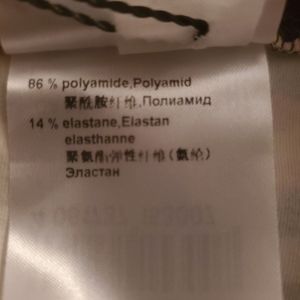 86 % polyamide,Polyamid
聚酰胺纤维,Полиамид
14 % elastane,Elastan
elasthanne
聚氨酯弹性纤维(氨纶)
Эластан